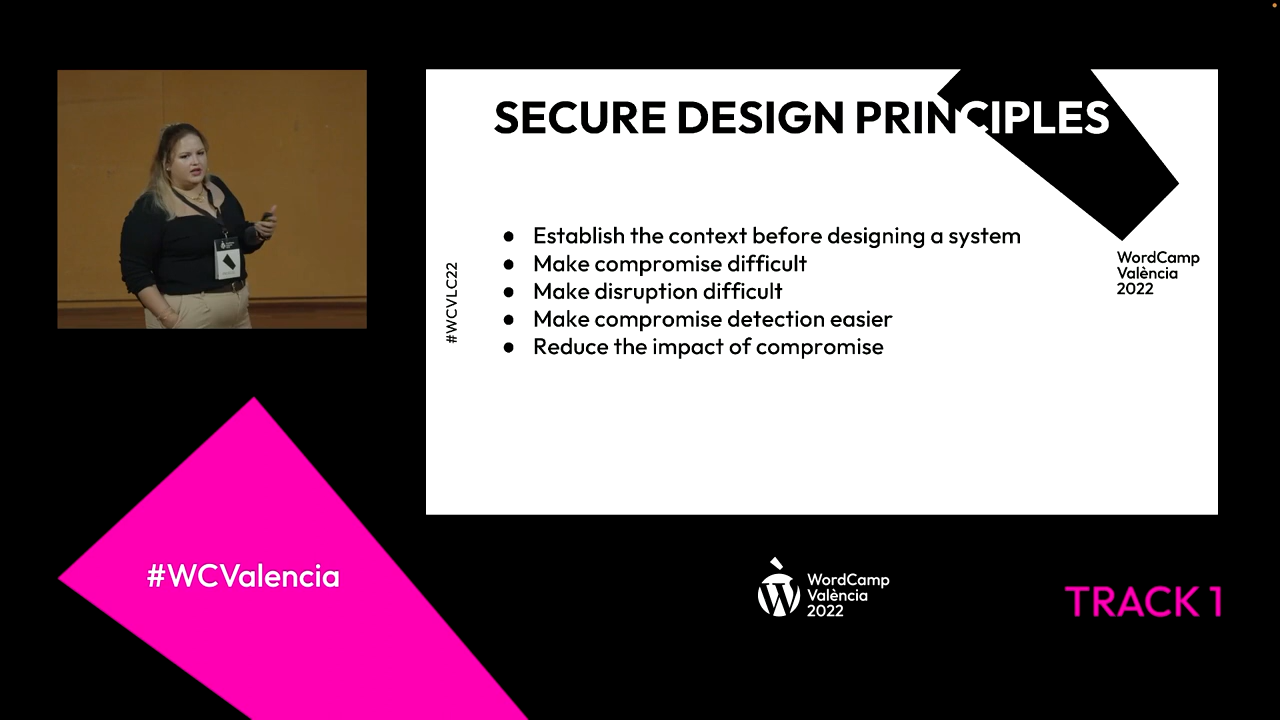 SECURE DESIGN PRINCIPLES
● Establish the context before designing a system
● Make compromise difficult
● Make disruption difficult
● Make compromise detection easier
● Reduce the impact of compromise
#WCVLC22
WordCamp
València
2022
#WCValencia
WordCamp
València
2022
TRACK 1